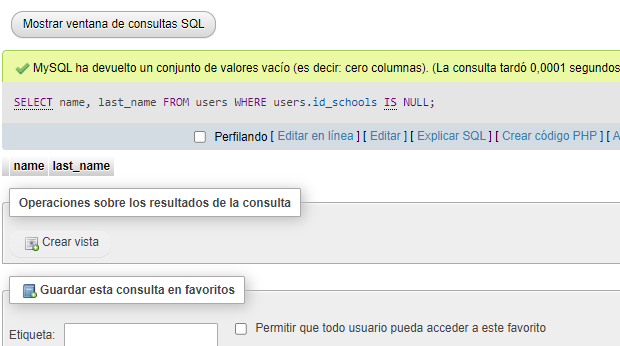 Mostrar ventana de consultas SQL
MySQL ha devuelto un conjunto de valores vacío (es decir: cero columnas). (La consulta tardó 0,0001 segundos
SELECT name, last_name FROM users WHERE users.id_schools IS NULL;
Perfilando [ Editar en línea ] [ Editar ] [ Explicar SQL ] [ Crear código PHP ] [ A
name last_name
Operaciones sobre los resultados de la consulta
Crear vista
Guardar esta consulta en favoritos
Etiqueta: Permitir que todo usuario pueda acceder a este favorito